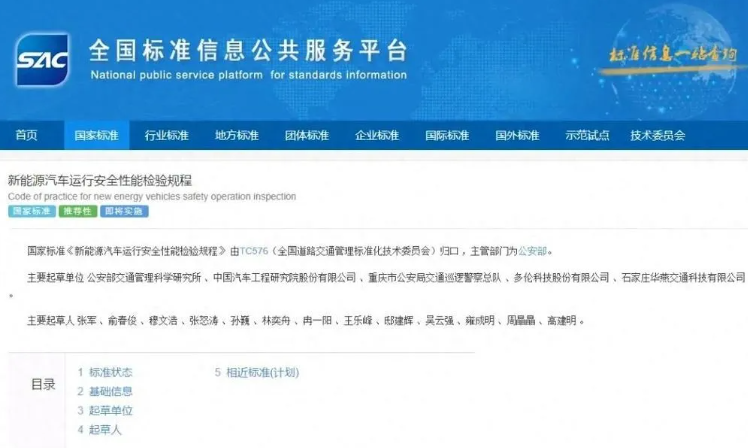 SAC
全国标准信息公共服务平台
National public service platform for standards information
标准信息一站查询
首页 国家标准 行业标准 地方标准 团体标准 企业标准 国际标准 国外标准 示范试点 技术委员会
新能源汽车运行安全性能检验规程
Code of practice for new energy vehicles safety operation inspection
国家标准 推荐性 即将实施
国家标准《新能源汽车运行安全性能检验规程》 由TC576（全国道路交通管理标准化技术委员会）归口 ，主管部门为公安部。
主要起草单位 公安部交通管理科学研究所 、中国汽车工程研究院股份有限公司 、重庆市公安局交通巡逻警察总队 、多伦科技股份有限公司 、石家庄华燕交通科技有限公司
。
主要起草人 张军 、俞春俊 、穆文浩 、张怒涛 、孙巍 、林奕舟 、冉一阳 、王乐峰 、邸建辉 、吴云强 、雍成明 、周晶晶 、高建明 。
目录
1 标准状态
2 基础信息
3 起草单位
4 起草人
5 相近标准(计划)